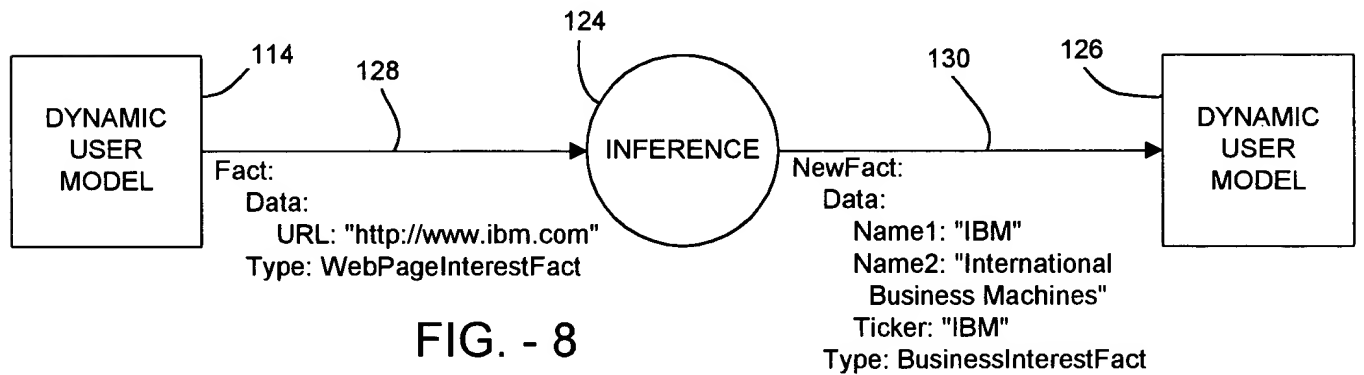 124
114
128
130
126
DYNAMIC
USER
MODEL
INFERENCE
DYNAMIC
USER
MODEL
Fact:
Data:
URL: "http://www.ibm.com"
Type: WebPageInterestFact
NewFact:
Data:
Name1: "IBM"
Name2: "International
Business Machines"
Ticker: "IBM"
Type: BusinessInterestFact
FIG. - 8